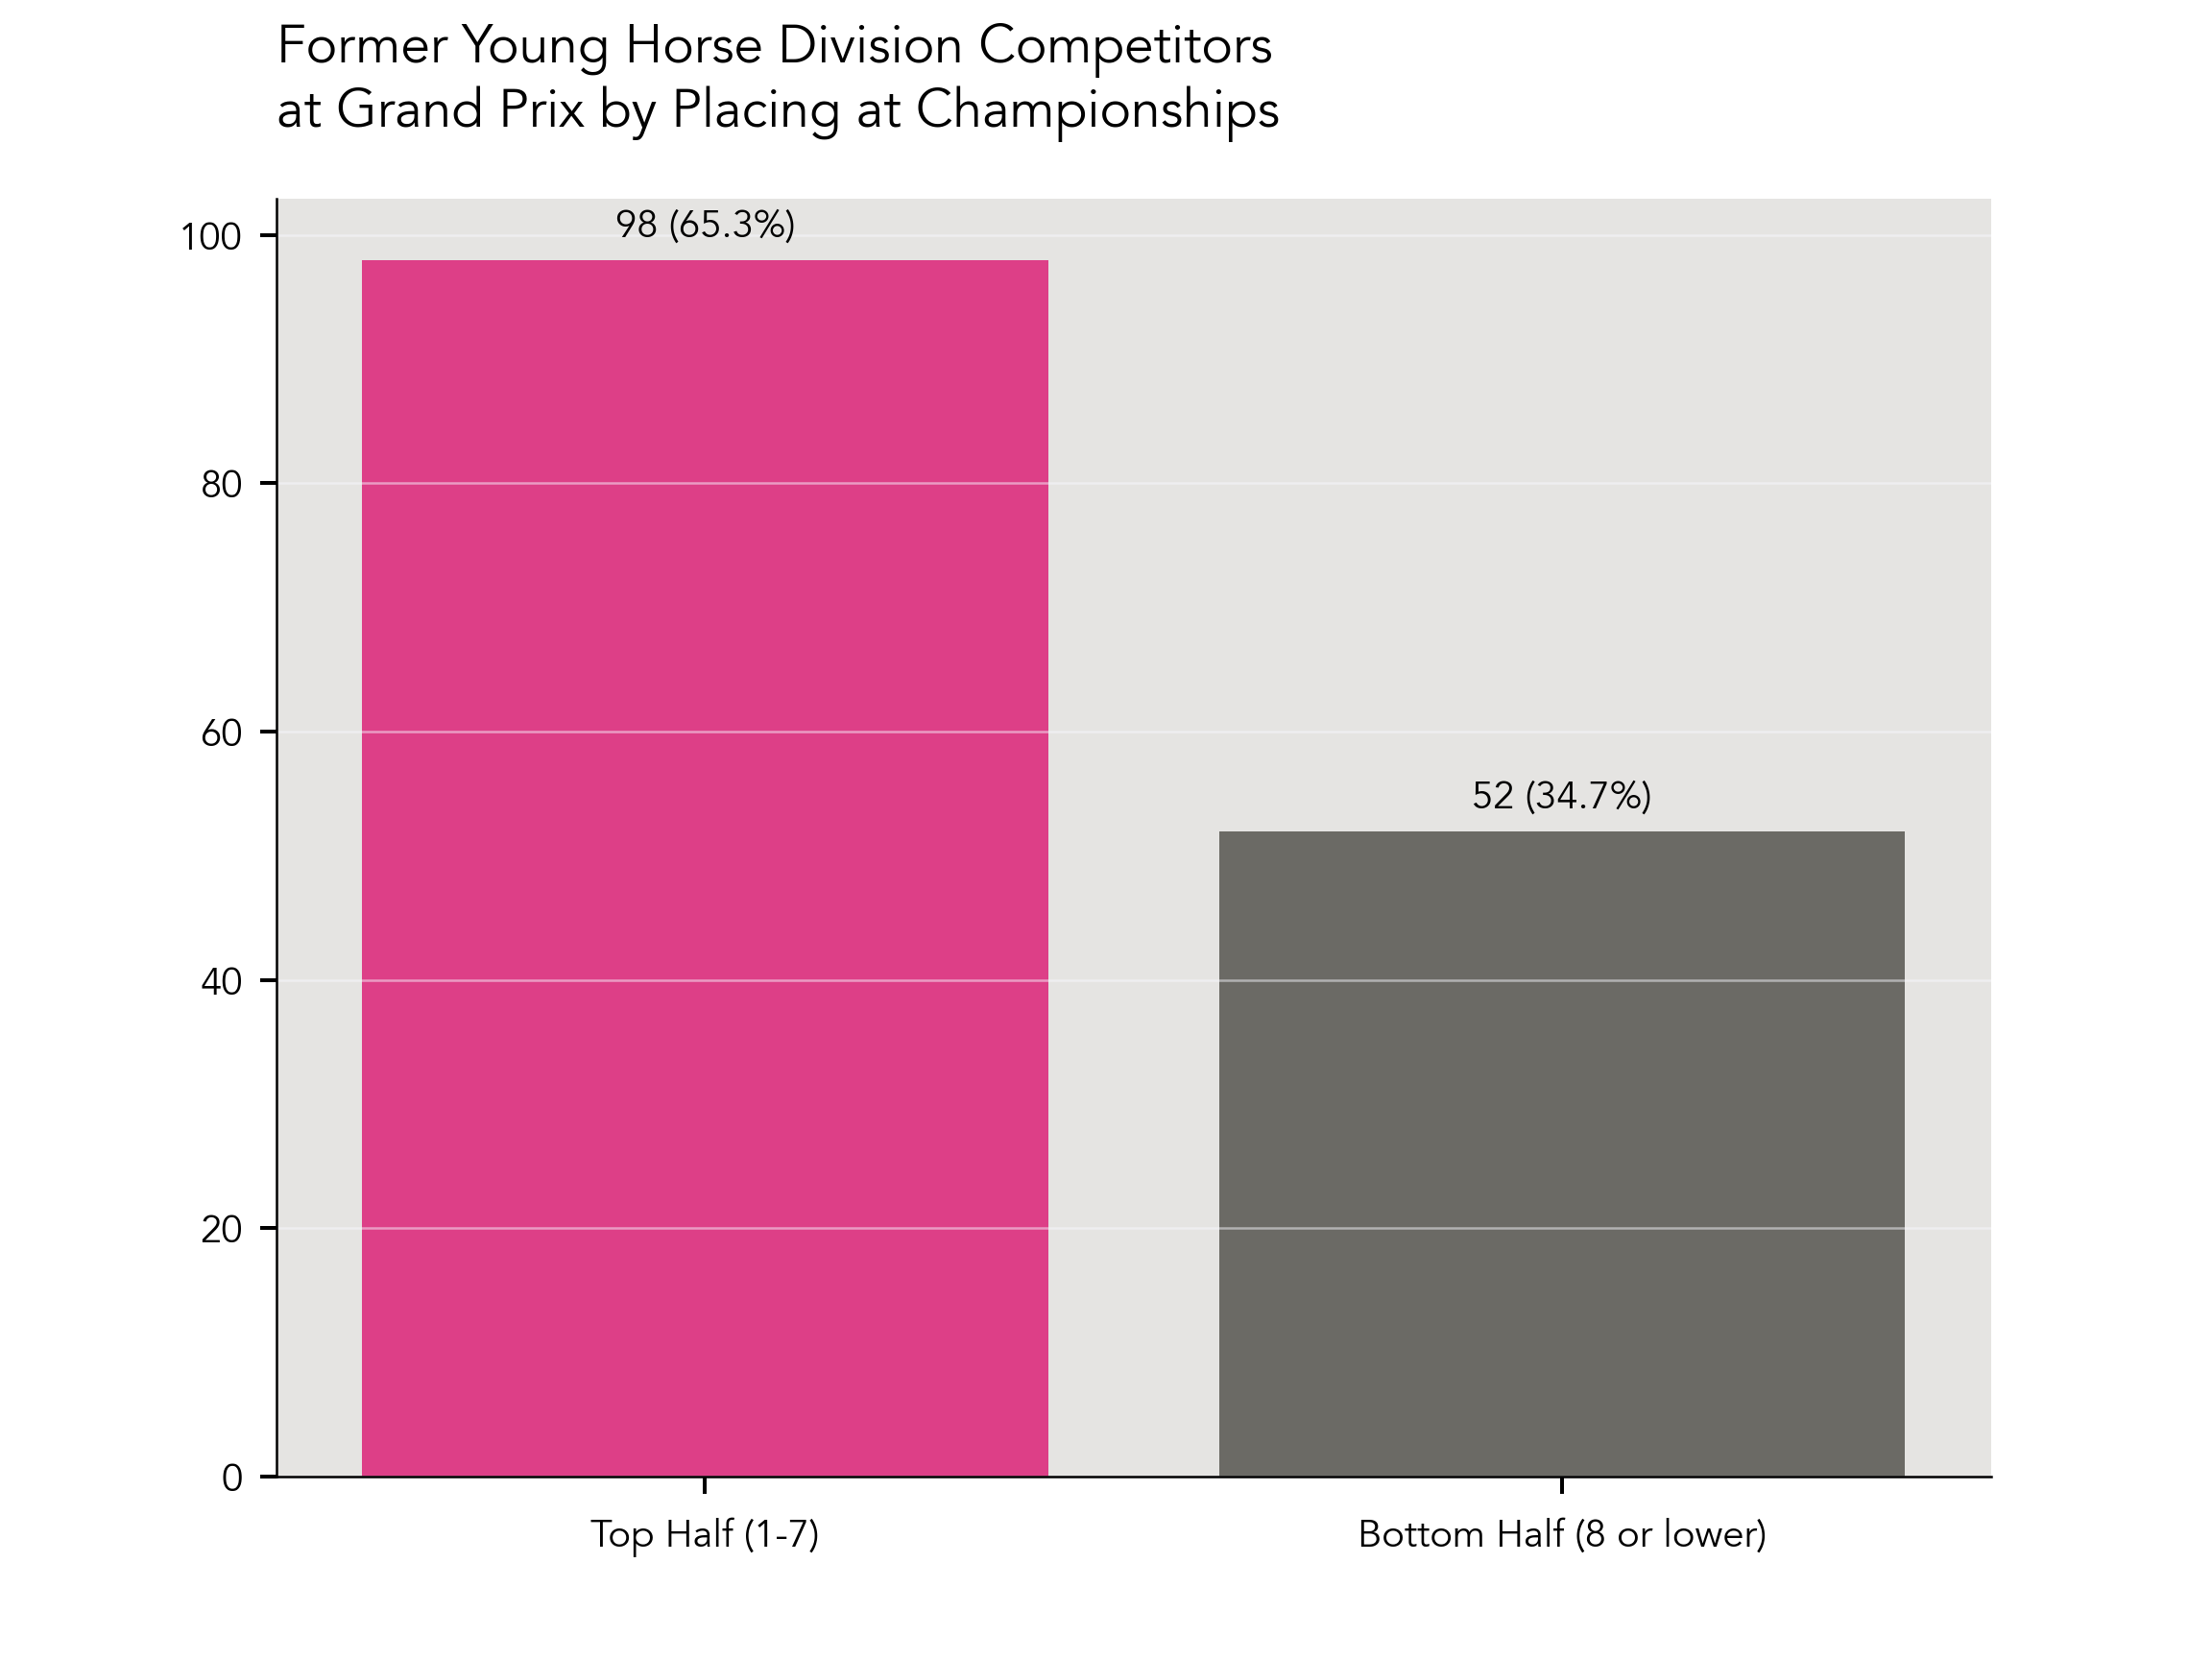 Former Young Horse Division Competitors
at Grand Prix by Placing at Championships
100
98 (65.3%)
80
60
52 (34.7%)
40
20
0
Top Half (1-7)
Bottom Half (8 or lower)